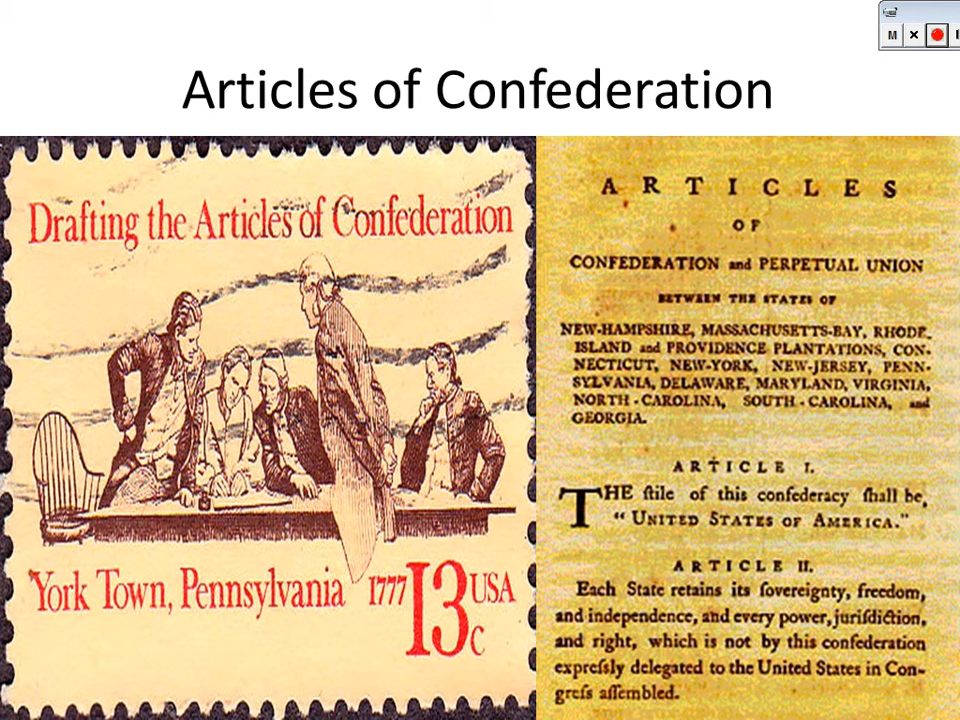 M
Articles of Confederation
Drafting the Articles of Confederation
York Town, Pennsylvania 1777 13c USA
ARTICLES
OF
CONFEDERATION and PERPETUAL UNION
BETWEEN THE STATES OF
NEW-HAMPSHIRE, MASSACHUSETTS-BAY, RHODE-
ISLAND and PROVIDENCE PLANTATIONS, CON-
NECTICUT, NEW-YORK, NEW-JERSEY, PENN-
SYLVANIA, DELAWARE, MARYLAND, VIRGINIA,
NORTH-CAROLINA, SOUTH-CAROLINA, and
GEORGIA.
ARTICLE I.
THE ſtile of this confederacy ſhall be,
“UNITED STATES OF AMERICA.”
ARTICLE II.
Each State retains its ſovereignty, freedom,
and independence, and every power, juriſdiction,
and right, which is not by this confederation
expreſsly delegated to the United States in Con-
greſs aſſembled.